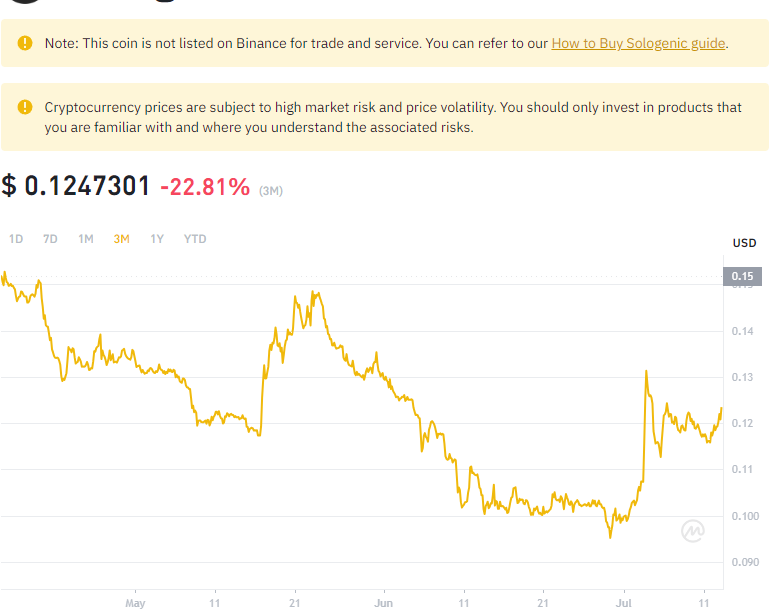 Note: This coin is not listed on Binance for trade and service. You can refer to our How to Buy Sologenic guide.
Cryptocurrency prices are subject to high market risk and price volatility. You should only invest in products that
you are familiar with and where you understand the associated risks.
$ 0.1247301 -22.81% (3M)
1D 7D 1M 3M 1Y YTD
USD
0.15
0.14
0.13
0.12
0.11
0.100
0.090
May 11 21 Jun 11 21 Jul 11